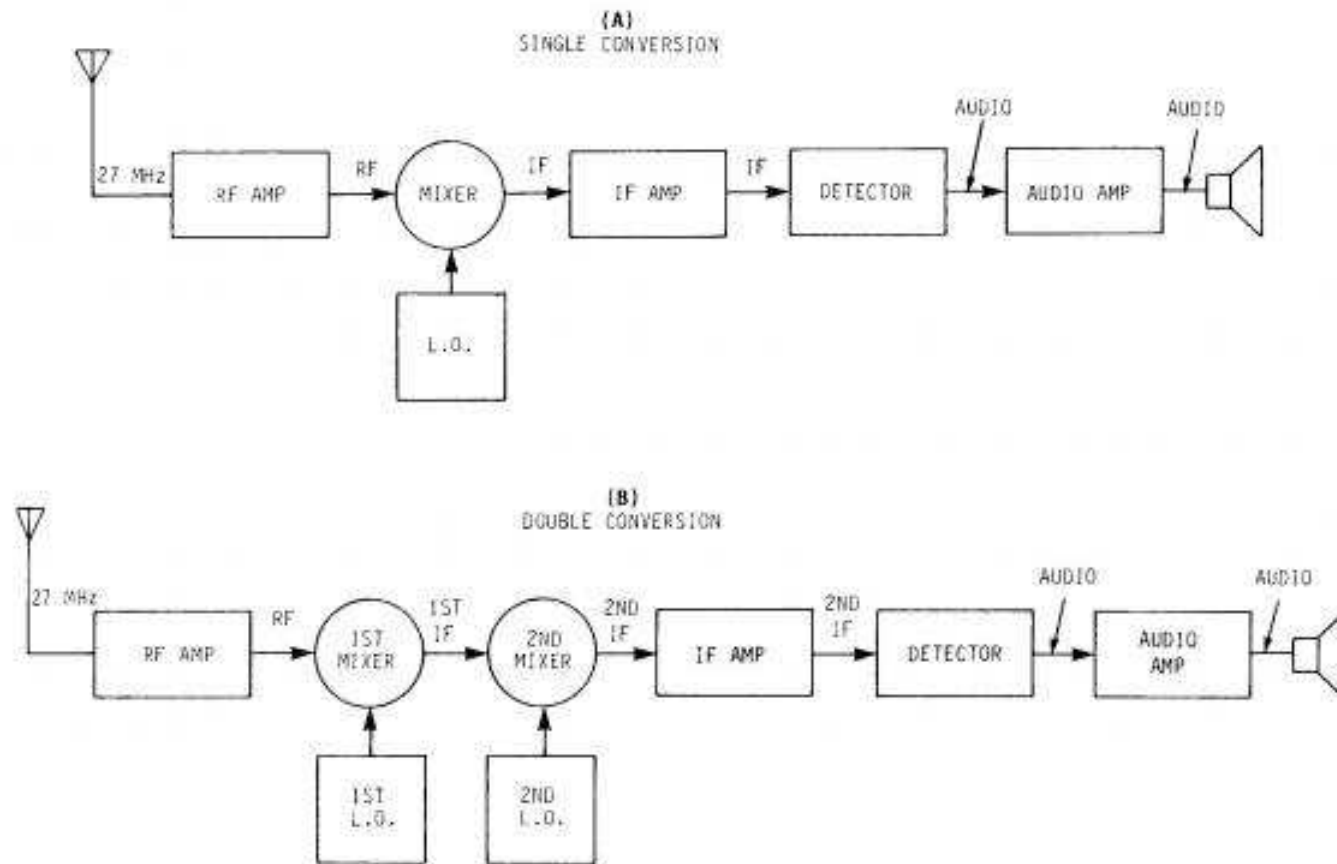 (A)
SINGLE CONVERSION
AUDIO
AUDIO
27 MHz
RF AMP
RF
MIXER
IF
IF AMP
IF
DETECTOR
AUDIO AMP
L.O.
(B)
DOUBLE CONVERSION
AUDIO
AUDIO
27 MHz
RF AMP
RF
1ST
MIXER
1ST
IF
2ND
MIXER
2ND
IF
IF AMP
2ND
IF
DETECTOR
AUDIO
AMP
1ST
L.O.
2ND
L.O.